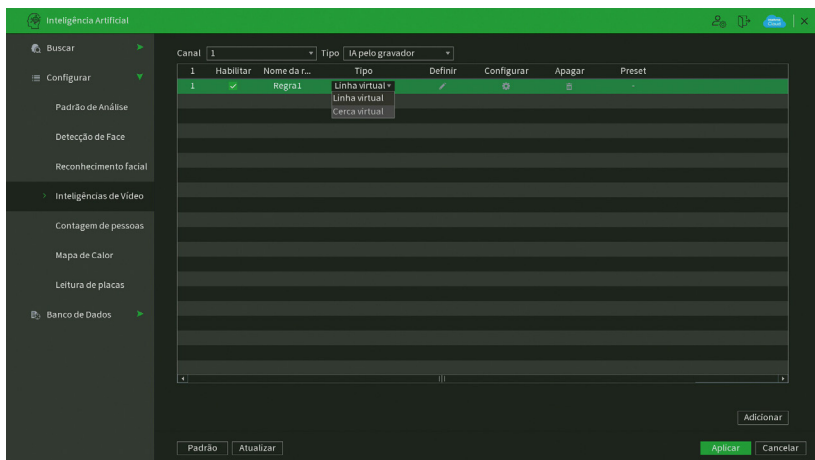 Inteligência Artificial
Buscar
Configurar
Padrão de Análise
Detecção de Face
Reconhecimento facial
Inteligências de Vídeo
Contagem de pessoas
Mapa de Calor
Leitura de placas
Banco de Dados
Canal 1 Tipo IA pelo gravador
1 Habilitar Nome da r... Tipo Definir Configurar Apagar Preset
1 Regra1 Linha virtual -
Linha virtual
Cerca virtual
Adicionar
Padrão Atualizar Aplicar Cancelar